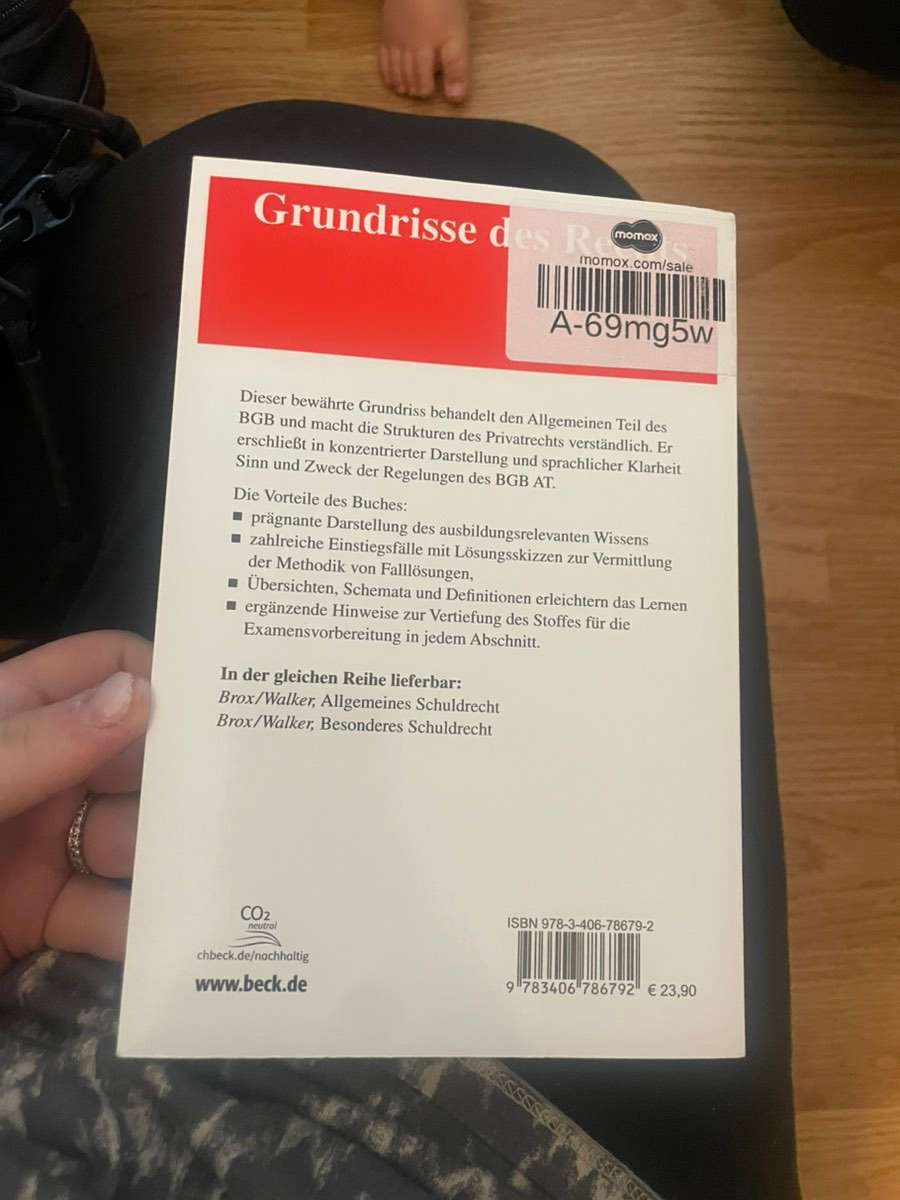 Grundrisse des Rechts
momox
momox.com/sale
A-69mg5w
Dieser bewährte Grundriss behandelt den Allgemeinen Teil des
BGB und macht die Strukturen des Privatrechts verständlich. Er
erschließt in konzentrierter Darstellung und sprachlicher Klarheit
Sinn und Zweck der Regelungen des BGB AT.
Die Vorteile des Buches:
■ prägnante Darstellung des ausbildungsrelevanten Wissens
■ zahlreiche Einstiegsfälle mit Lösungsskizzen zur Vermittlung
der Methodik von Falllösungen,
■ Übersichten, Schemata und Definitionen erleichtern das Lernen
■ ergänzende Hinweise zur Vertiefung des Stoffes für die
Examensvorbereitung in jedem Abschnitt.
In der gleichen Reihe lieferbar:
Brox/Walker, Allgemeines Schuldrecht
Brox/Walker, Besonderes Schuldrecht
CO2
neutral
chbeck.de/nachhaltig
www.beck.de
ISBN 978-3-406-78679-2
9 783406 786792 € 23,90